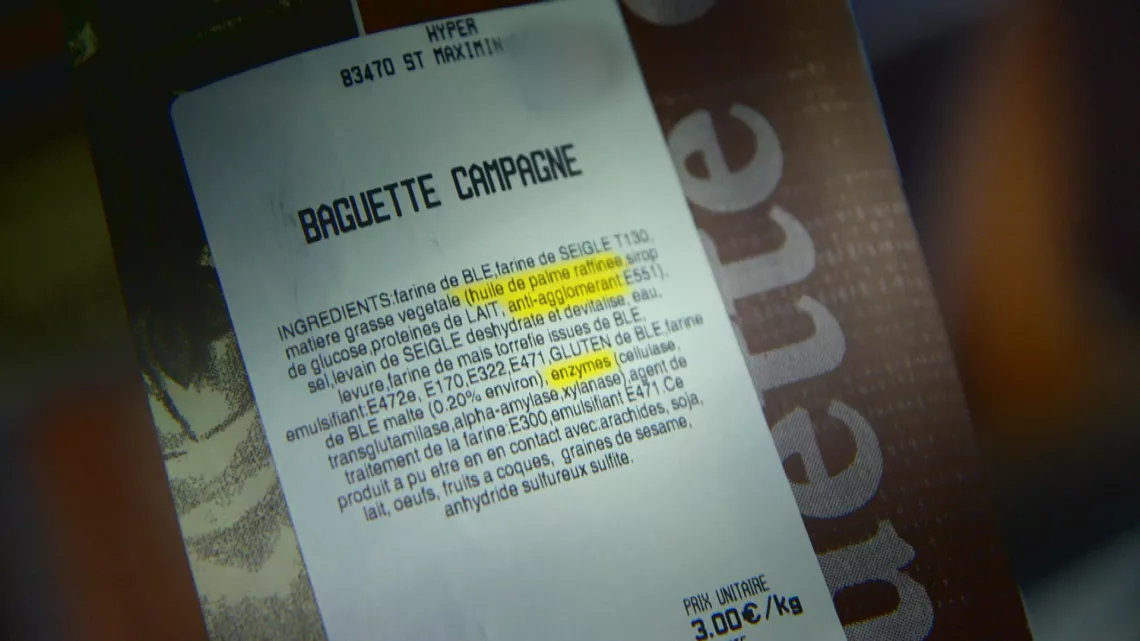 HYPER
83470 ST MAXIMIN
BAGUETTE CAMPAGNE
INGREDIENTS:farine de BLE,farine de SEIGLE T130,
matiere grasse vegetale (huile de palme raffinee,sirop
de glucose,proteines de LAIT, anti-agglomerant:E551),
sel,levain de SEIGLE deshydrate et devitalise, eau,
levure,farine de mais torrefie issues de BLE,
emulsifiant:E472e, E170,E322,E471,GLUTEN de BLE,farine
de BLE malte (0.20% environ), enzymes (cellulase,
transglutamilase,alpha-amylase,xylanase),agent de
traitement de la farine:E300,emulsifiant E471.Ce
produit a pu etre en en contact avec:arachides, soja,
lait, oeufs, fruits a coques, graines de sesame,
anhydride sulfureux sulfite.
PRIX UNITAIRE
3.00€/kg
uette